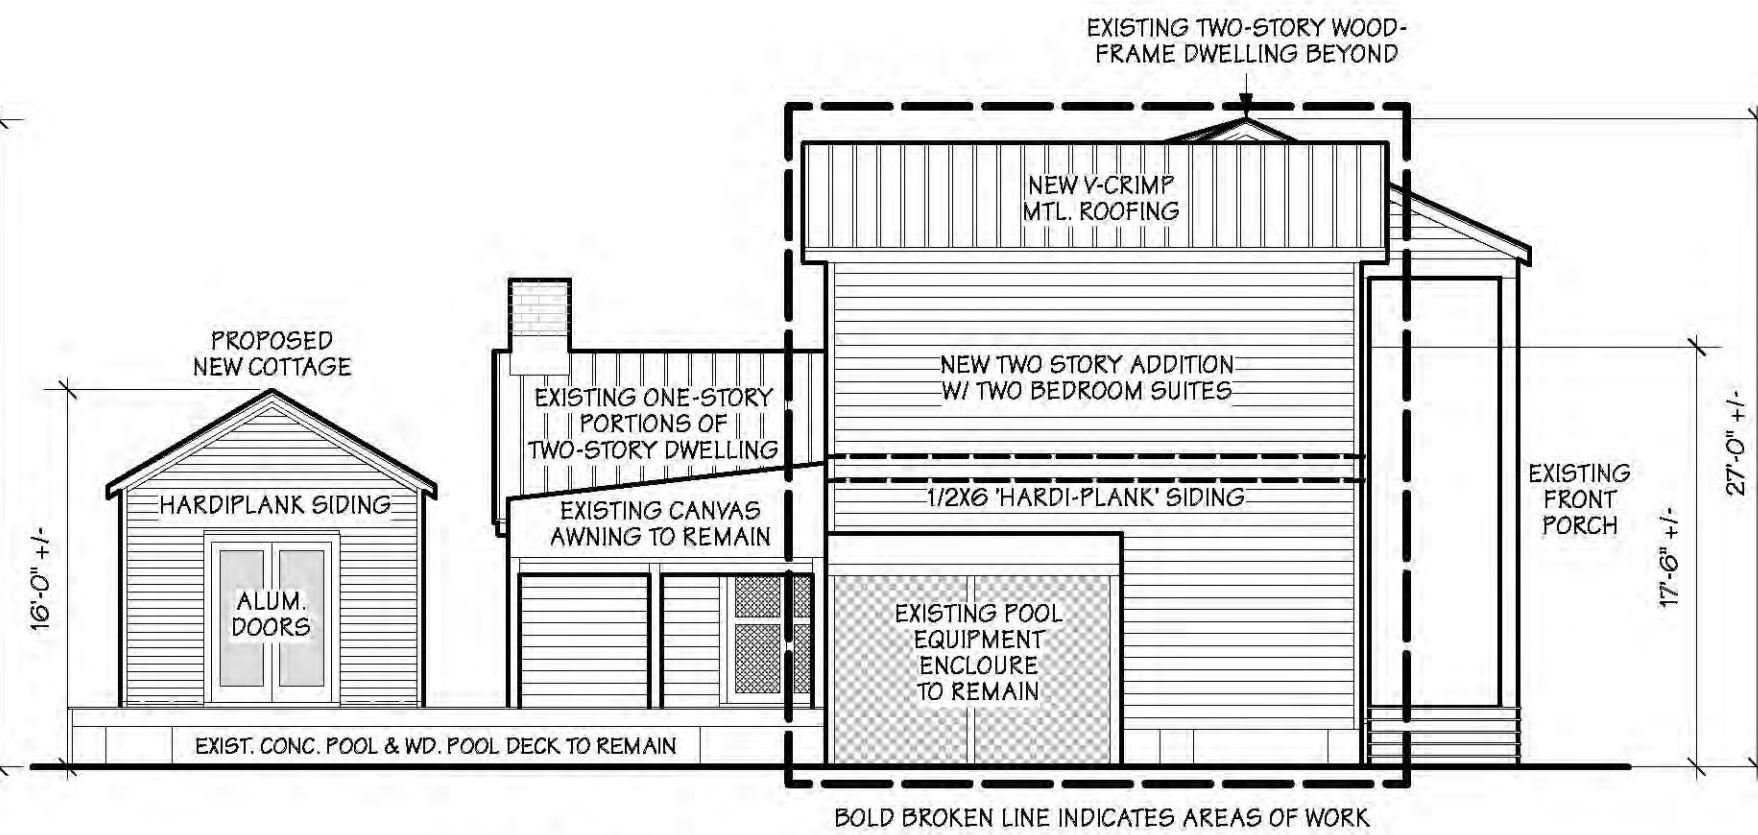 EXISTING TWO-STORY WOOD-
FRAME DWELLING BEYOND
NEW V-CRIMP
MTL. ROOFING
PROPOSED
NEW COTTAGE
EXISTING ONE-STORY
PORTIONS OF
TWO-STORY DWELLING
NEW TWO STORY ADDITION
W/ TWO BEDROOM SUITES
HARDIPLANK SIDING
EXISTING CANVAS
AWNING TO REMAIN
1/2X6 'HARDI-PLANK' SIDING
EXISTING
FRONT
PORCH
16'-0" +/-
ALUM.
DOORS
EXISTING POOL
EQUIPMENT
ENCLOURE
TO REMAIN
17'-6" +/-
27'-0" +/-
EXIST. CONC. POOL & WD. POOL DECK TO REMAIN
BOLD BROKEN LINE INDICATES AREAS OF WORK